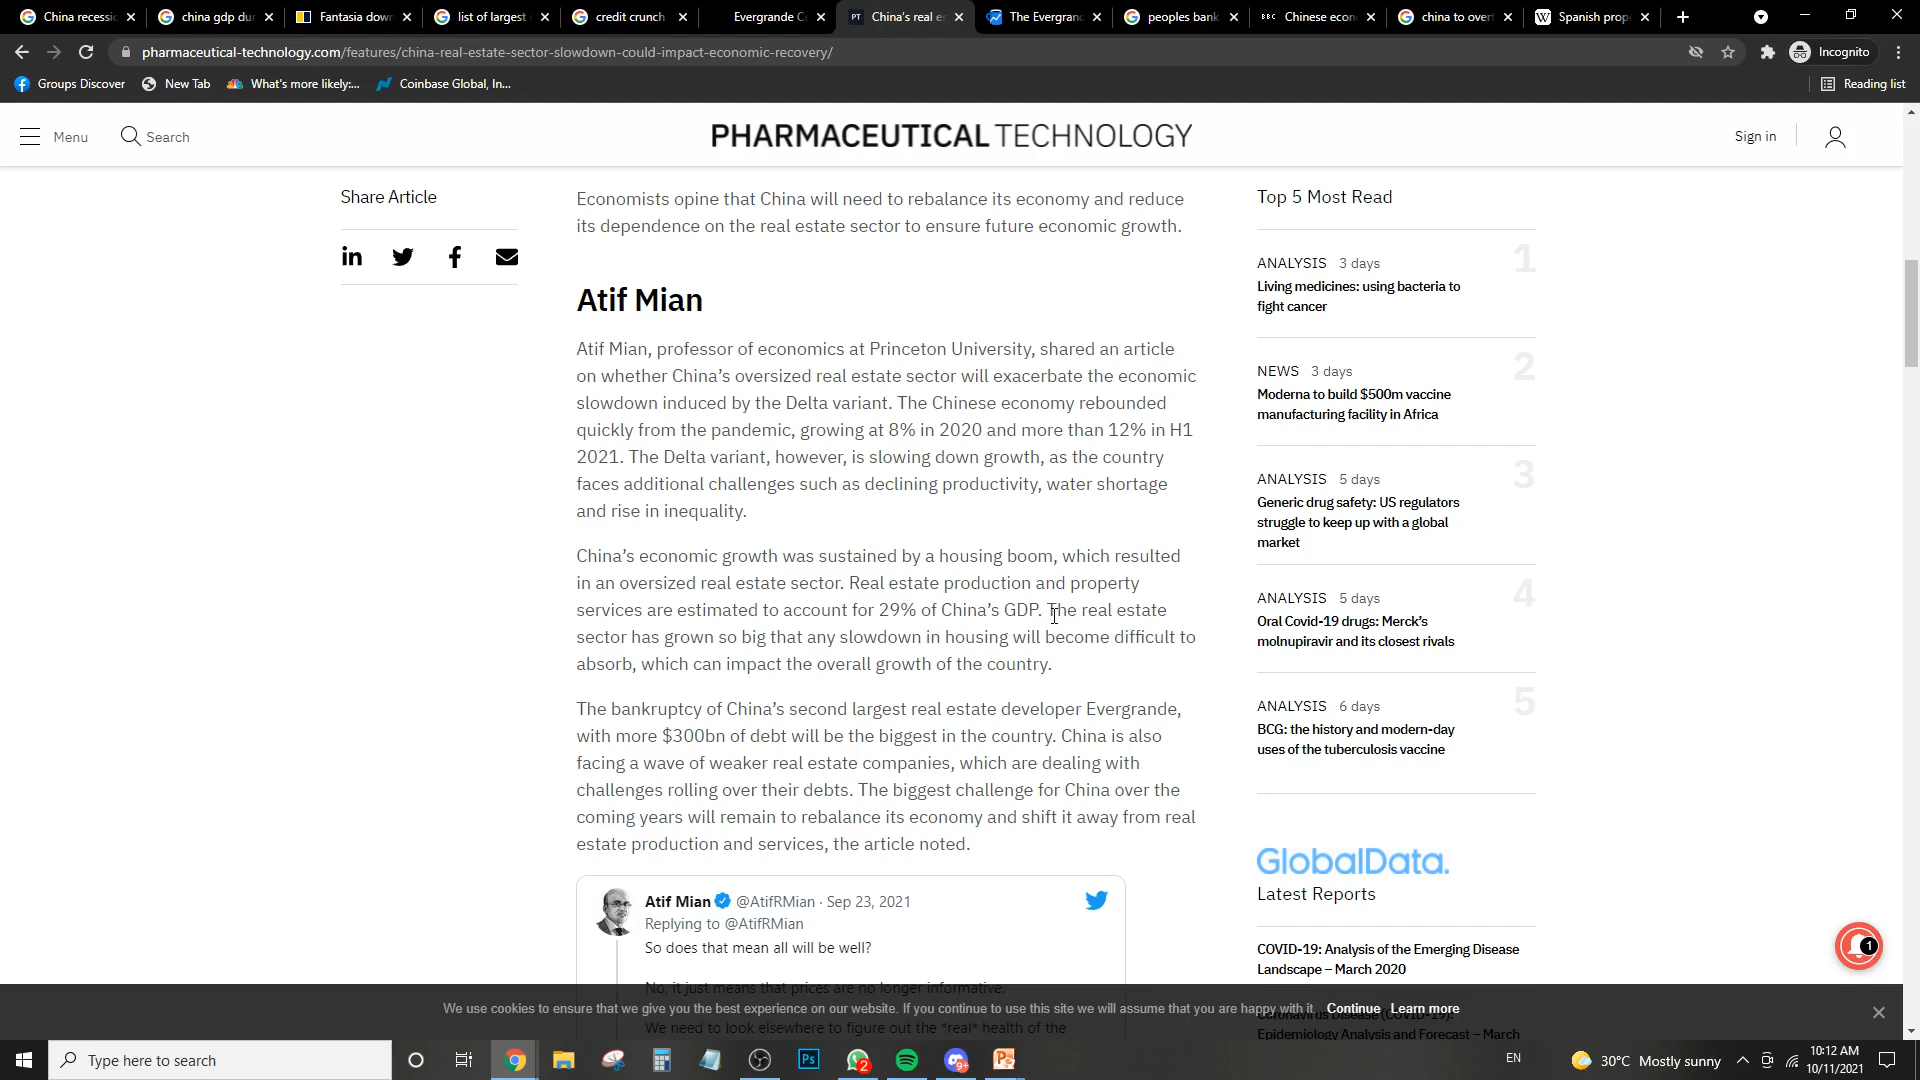 China recessic
china gdp du
Fantasia dow
list of largest
credit crunch
Evergrande C
China's real es
The Evergran
peoples bank
Chinese econ
china to overt
Spanish prop
pharmaceutical-technology.com/features/china-real-estate-sector-slowdown-could-impact-economic-recovery/
Incognito
Groups Discover
New Tab
What's more likely:...
Coinbase Global, In...
Reading list
Menu
Search
PHARMACEUTICAL TECHNOLOGY
Sign in
Share Article
Economists opine that China will need to rebalance its economy and reduce
its dependence on the real estate sector to ensure future economic growth.
Atif Mian
Atif Mian, professor of economics at Princeton University, shared an article
on whether China's oversized real estate sector will exacerbate the economic
slowdown induced by the Delta variant. The Chinese economy rebounded
quickly from the pandemic, growing at 8% in 2020 and more than 12% in H1
2021. The Delta variant, however, is slowing down growth, as the country
faces additional challenges such as declining productivity, water shortage
and rise in inequality.
China's economic growth was sustained by a housing boom, which resulted
in an oversized real estate sector. Real estate production and property
services are estimated to account for 29% of China's GDP. The real estate
sector has grown so big that any slowdown in housing will become difficult to
absorb, which can impact the overall growth of the country.
The bankruptcy of China's second largest real estate developer Evergrande,
with more $300bn of debt will be the biggest in the country. China is also
facing a wave of weaker real estate companies, which are dealing with
challenges rolling over their debts. The biggest challenge for China over the
coming years will remain to rebalance its economy and shift it away from real
estate production and services, the article noted.
Atif Mian @AtifRMian · Sep 23, 2021
Replying to @AtifRMian
So does that mean all will be well?
No, it just means that prices are no longer informative.
We need to look elsewhere to figure out the *real* health of the
Top 5 Most Read
ANALYSIS 3 days
1
Living medicines: using bacteria to
fight cancer
NEWS 3 days
2
Moderna to build $500m vaccine
manufacturing facility in Africa
ANALYSIS 5 days
3
Generic drug safety: US regulators
struggle to keep up with a global
market
ANALYSIS 5 days
4
Oral Covid-19 drugs: Merck's
molnupiravir and its closest rivals
ANALYSIS 6 days
5
BCG: the history and modern-day
uses of the tuberculosis vaccine
GlobalData.
Latest Reports
COVID-19: Analysis of the Emerging Disease
Landscape – March 2020
Coronavirus Disease (COVID-19):
Epidemiology Analysis and Forecast – March
1
We use cookies to ensure that we give you the best experience on our website. If you continue to use this site we will assume that you are happy with it. Continue Learn more
Type here to search
EN
30°C Mostly sunny
10:12 AM
10/11/2021